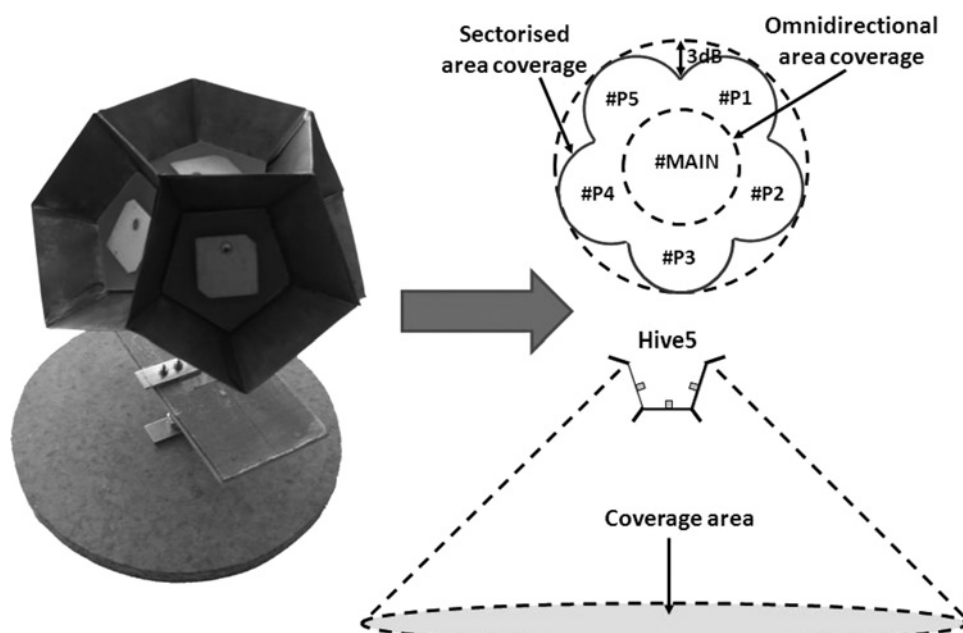 Sectorised
area coverage
Omnidirectional
area coverage
3dB
#P5
#P1
#MAIN
#P4
#P2
#P3
Hive5
Coverage area